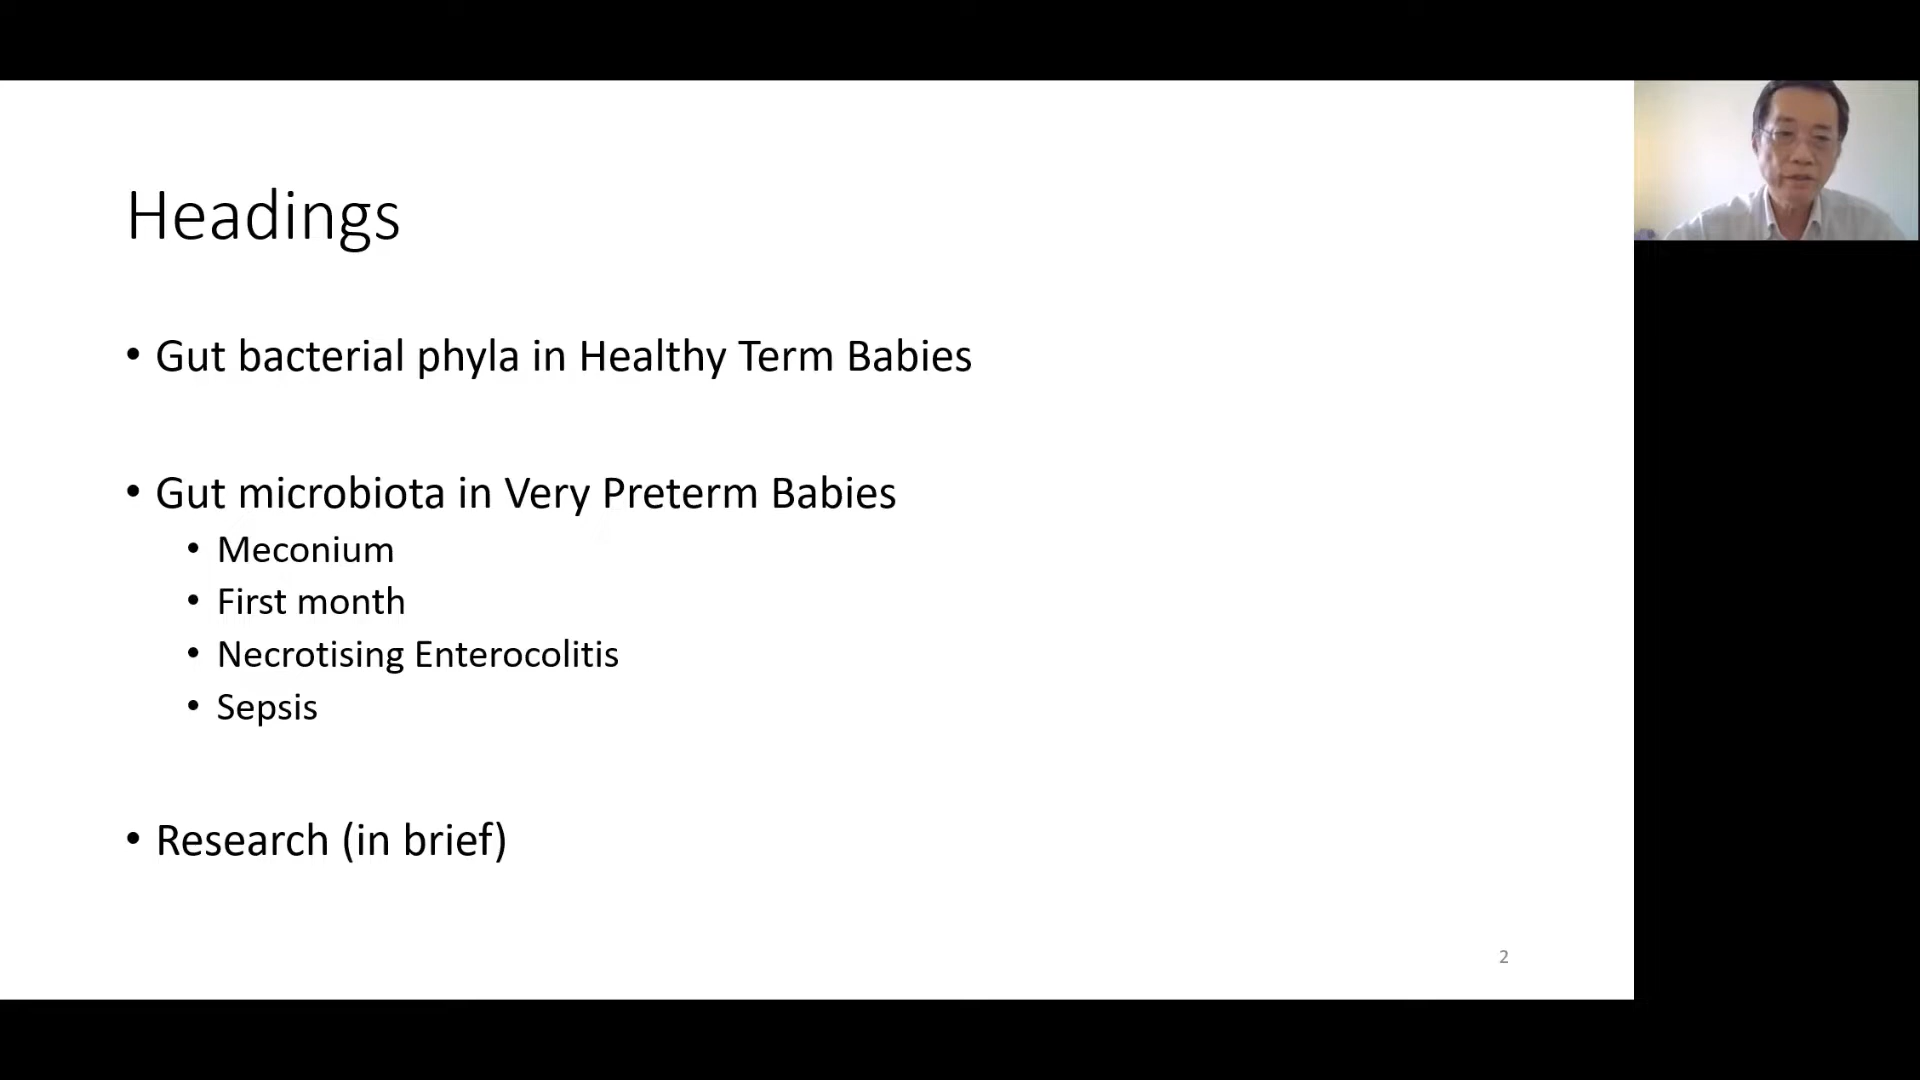 Headings
• Gut bacterial phyla in Healthy Term Babies
• Gut microbiota in Very Preterm Babies
• Meconium
• First month
• Necrotising Enterocolitis
• Sepsis
• Research (in brief)
2